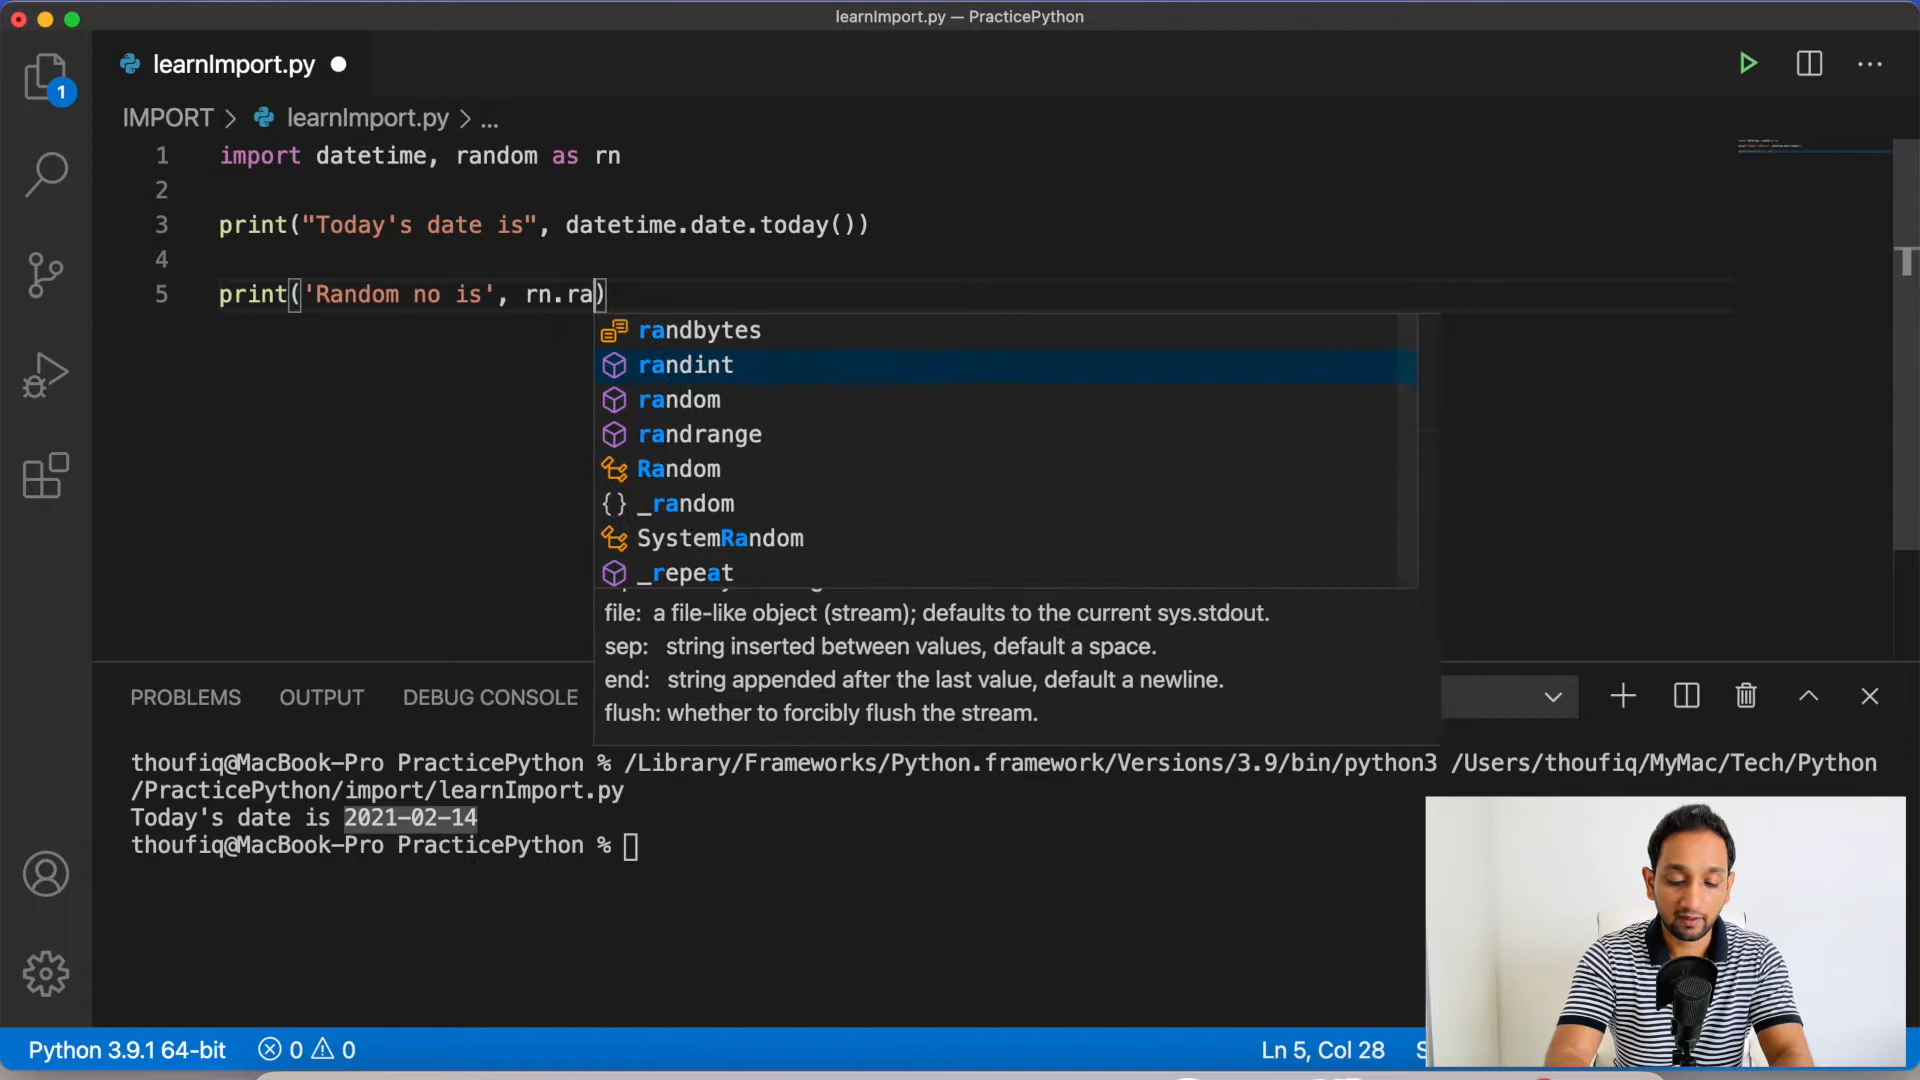 learnImport.py — PracticePython
learnImport.py
1
IMPORT > learnImport.py > ...
1 import datetime, random as rn
2
3 print("Today's date is", datetime.date.today())
4
5 print('Random no is', rn.ra)
randbytes
randint
random
randrange
Random
_random
SystemRandom
_repeat
file: a file-like object (stream); defaults to the current sys.stdout.
sep: string inserted between values, default a space.
end: string appended after the last value, default a newline.
flush: whether to forcibly flush the stream.
PROBLEMS OUTPUT DEBUG CONSOLE
thoufiq@MacBook-Pro PracticePython % /Library/Frameworks/Python.framework/Versions/3.9/bin/python3 /Users/thoufiq/MyMac/Tech/Python
/PracticePython/import/learnImport.py
Today's date is 2021-02-14
thoufiq@MacBook-Pro PracticePython %
Python 3.9.1 64-bit 0 0 Ln 5, Col 28